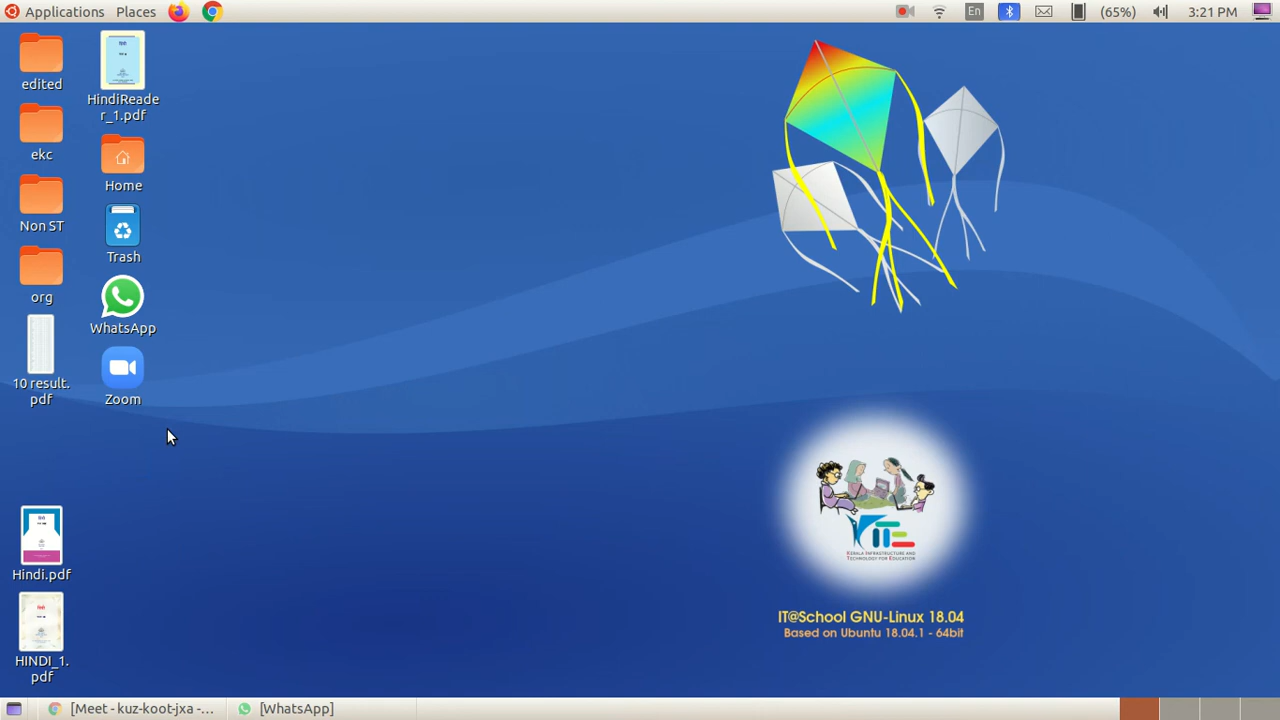 Applications Places
En (65%) 3:21 PM
edited
ekc
Non ST
org
10 result.
pdf
Hindi.pdf
HINDI_1.
pdf
HindiReade
r_1.pdf
Home
Trash
WhatsApp
Zoom
KITE
KERALA INFRASTRUCTURE AND
TECHNOLOGY FOR EDUCATION
IT@School GNU-Linux 18.04
Based on Ubuntu 18.04.1 - 64bit
[Meet - kuz-koot-jxa -... [WhatsApp]